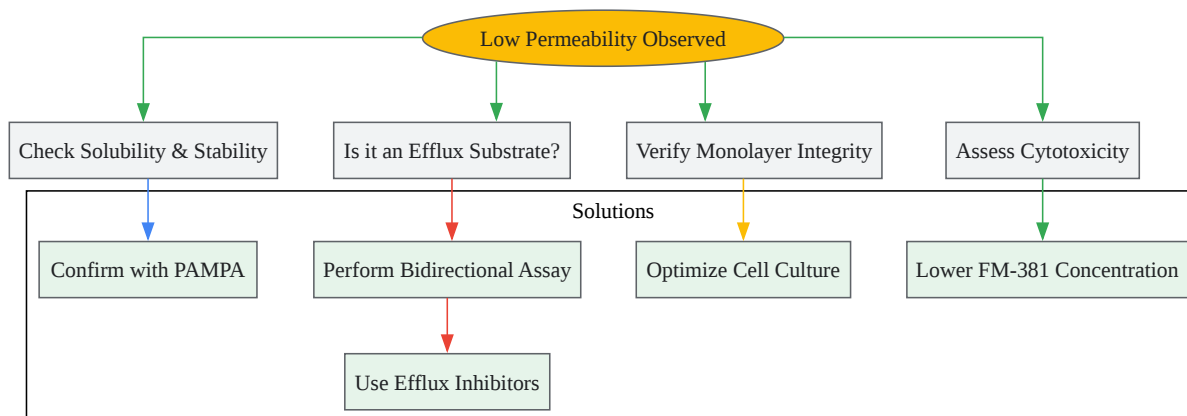 Low Permeability Observed
Check Solubility & Stability
Is it an Efflux Substrate?
Verify Monolayer Integrity
Assess Cytotoxicity
Solutions
Confirm with PAMPA
Perform Bidirectional Assay
Optimize Cell Culture
Lower FM-381 Concentration
Use Efflux Inhibitors